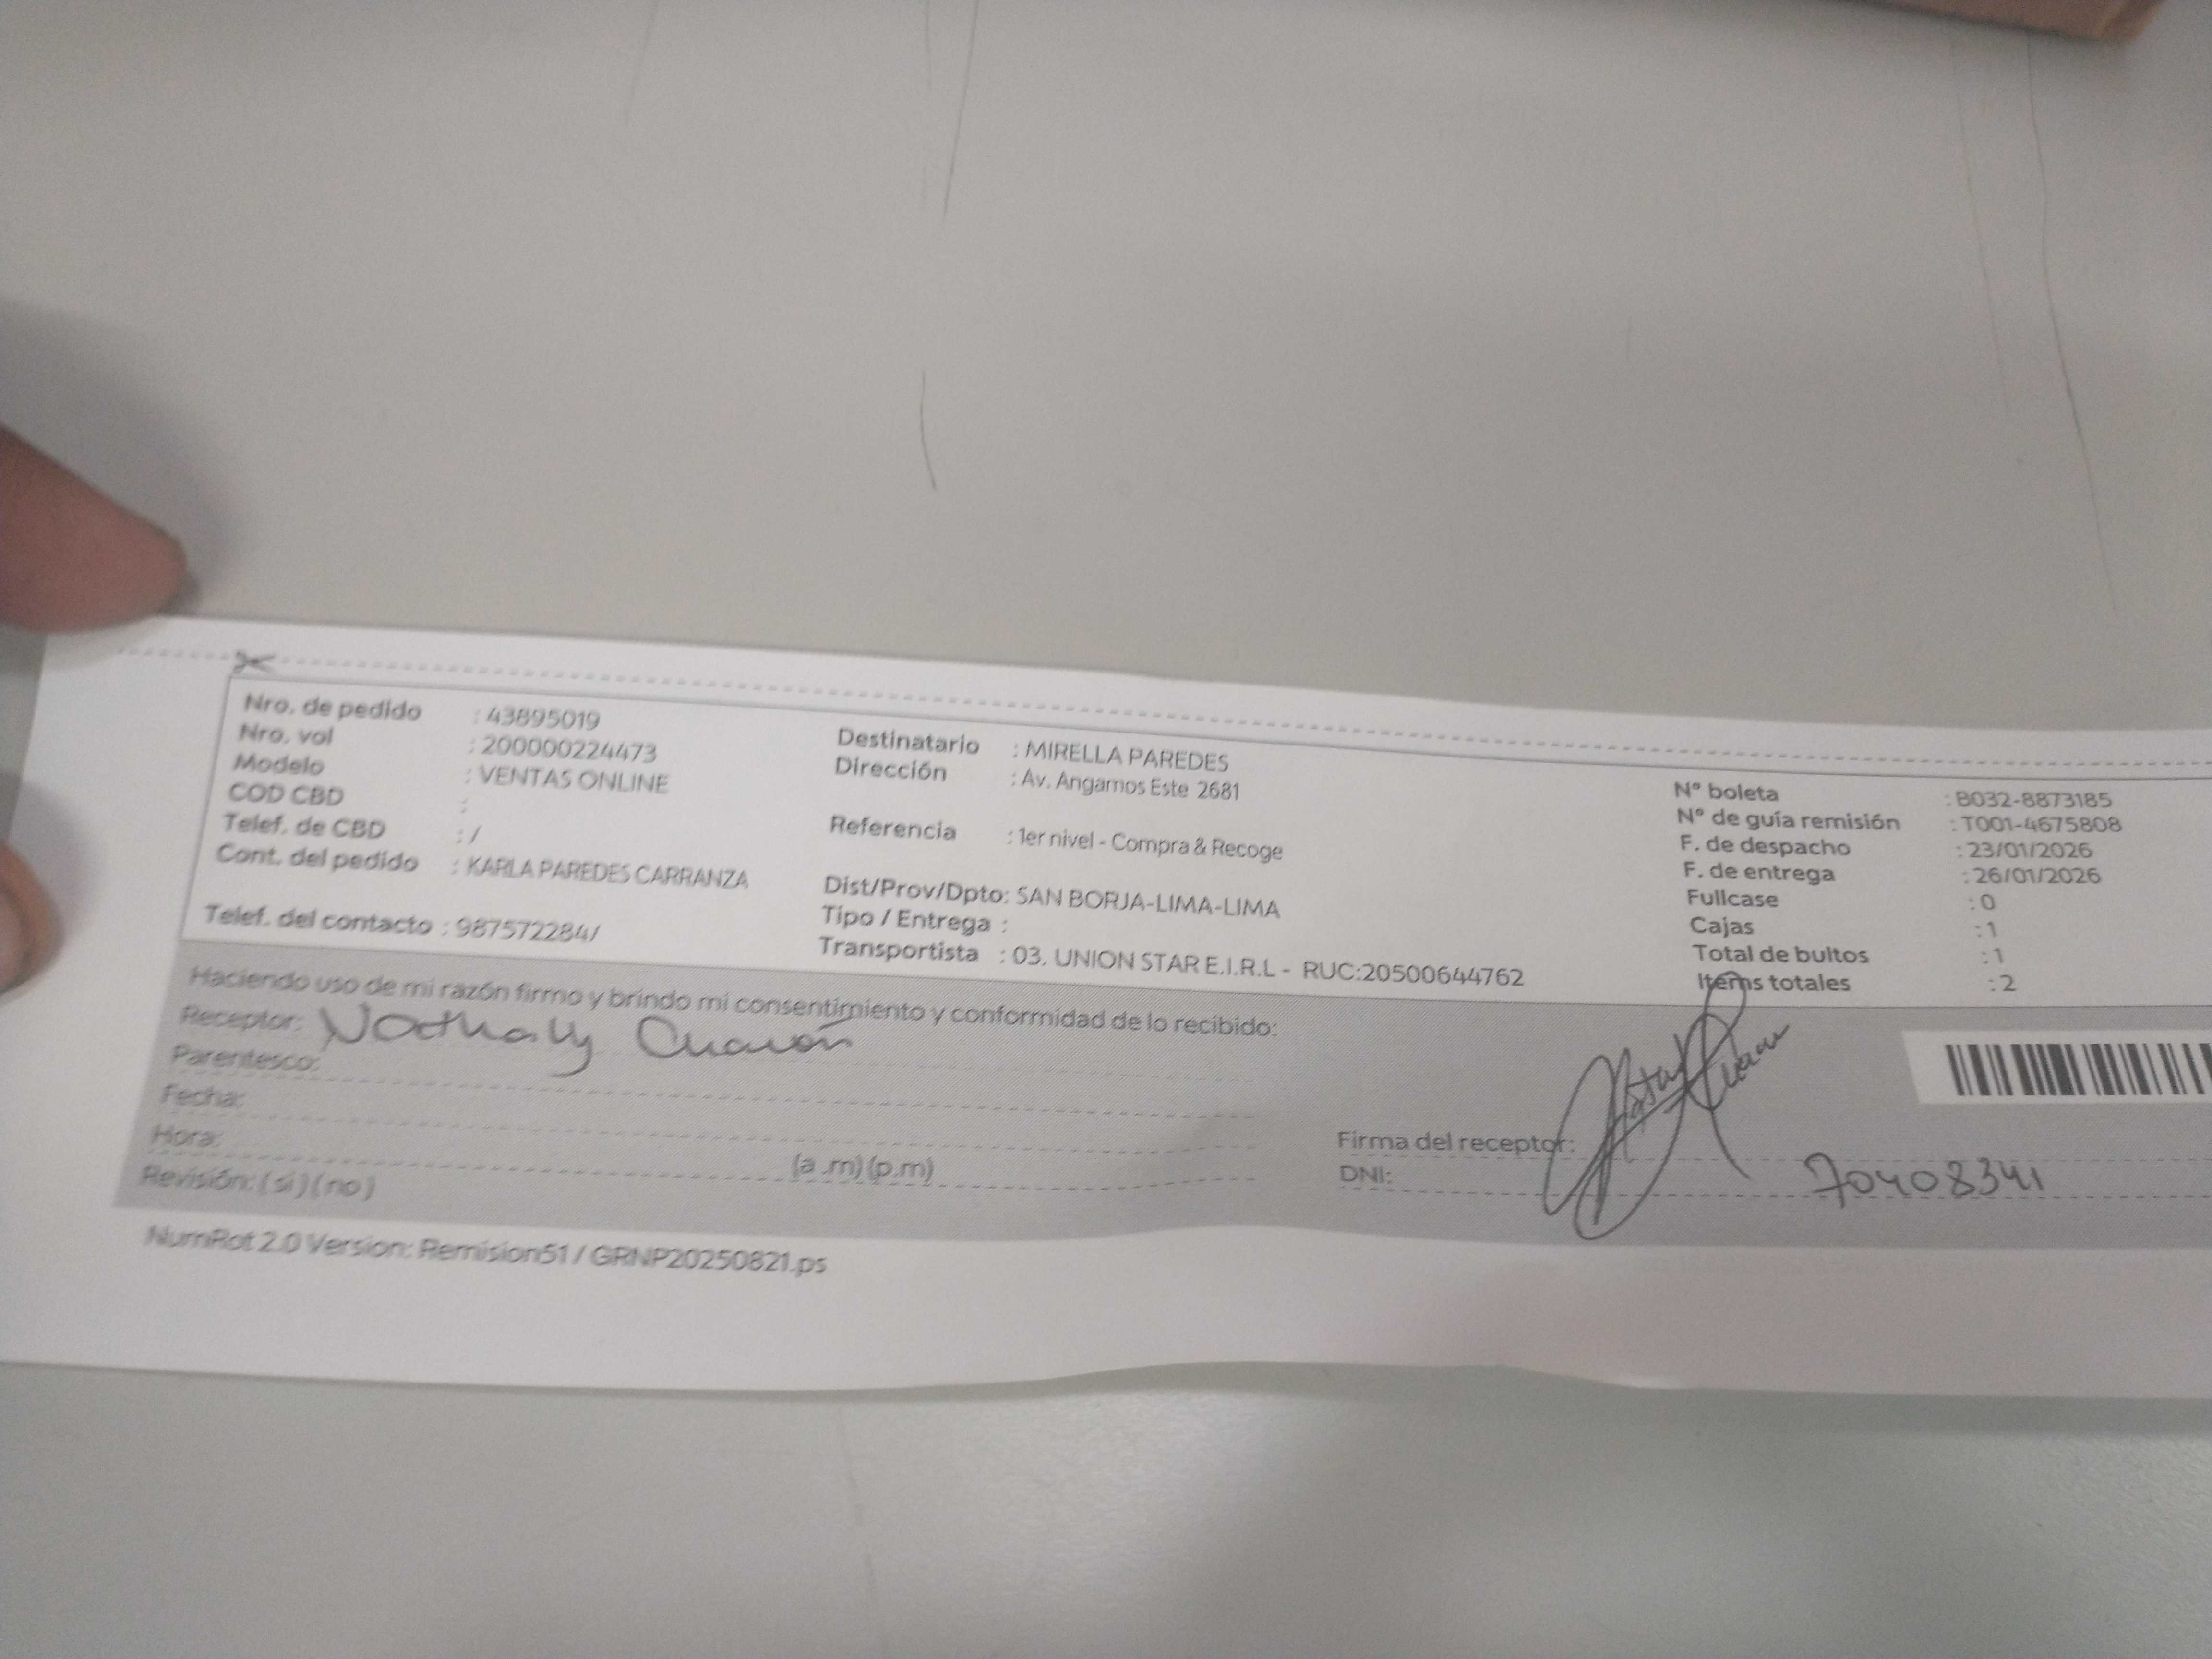 Nro. de pedido : 43895019
Nro. vol : 200000224473
Modelo : VENTAS ONLINE
COD CBD :
Telef. de CBD : /
Cont. del pedido : KARLA PAREDES CARRANZA
Telef. del contacto : 987572284/
Destinatario : MIRELLA PAREDES
Dirección : Av. Angamos Este 2681
Referencia : 1er nivel - Compra & Recoge
Dist/Prov/Dpto: SAN BORJA-LIMA-LIMA
Tipo / Entrega :
Transportista : 03. UNION STAR E.I.R.L - RUC:20500644762
N° boleta : B032-8873185
N° de guía remisión : T001-4675808
F. de despacho : 23/01/2026
F. de entrega : 26/01/2026
Fullcase : 0
Cajas : 1
Total de bultos : 1
Items totales : 2
Haciendo uso de mi razón firmo y brindo mi consentimiento y conformidad de lo recibido:
Receptor: Nathaly
Parentesco:
Fecha:
Hora: (a .m) (p.m)
Revisión: ( si ) ( no )
Firma del receptor:
DNI: 70408341
NumRot 2.0 Version: Remision51 / GRNP20250821.ps